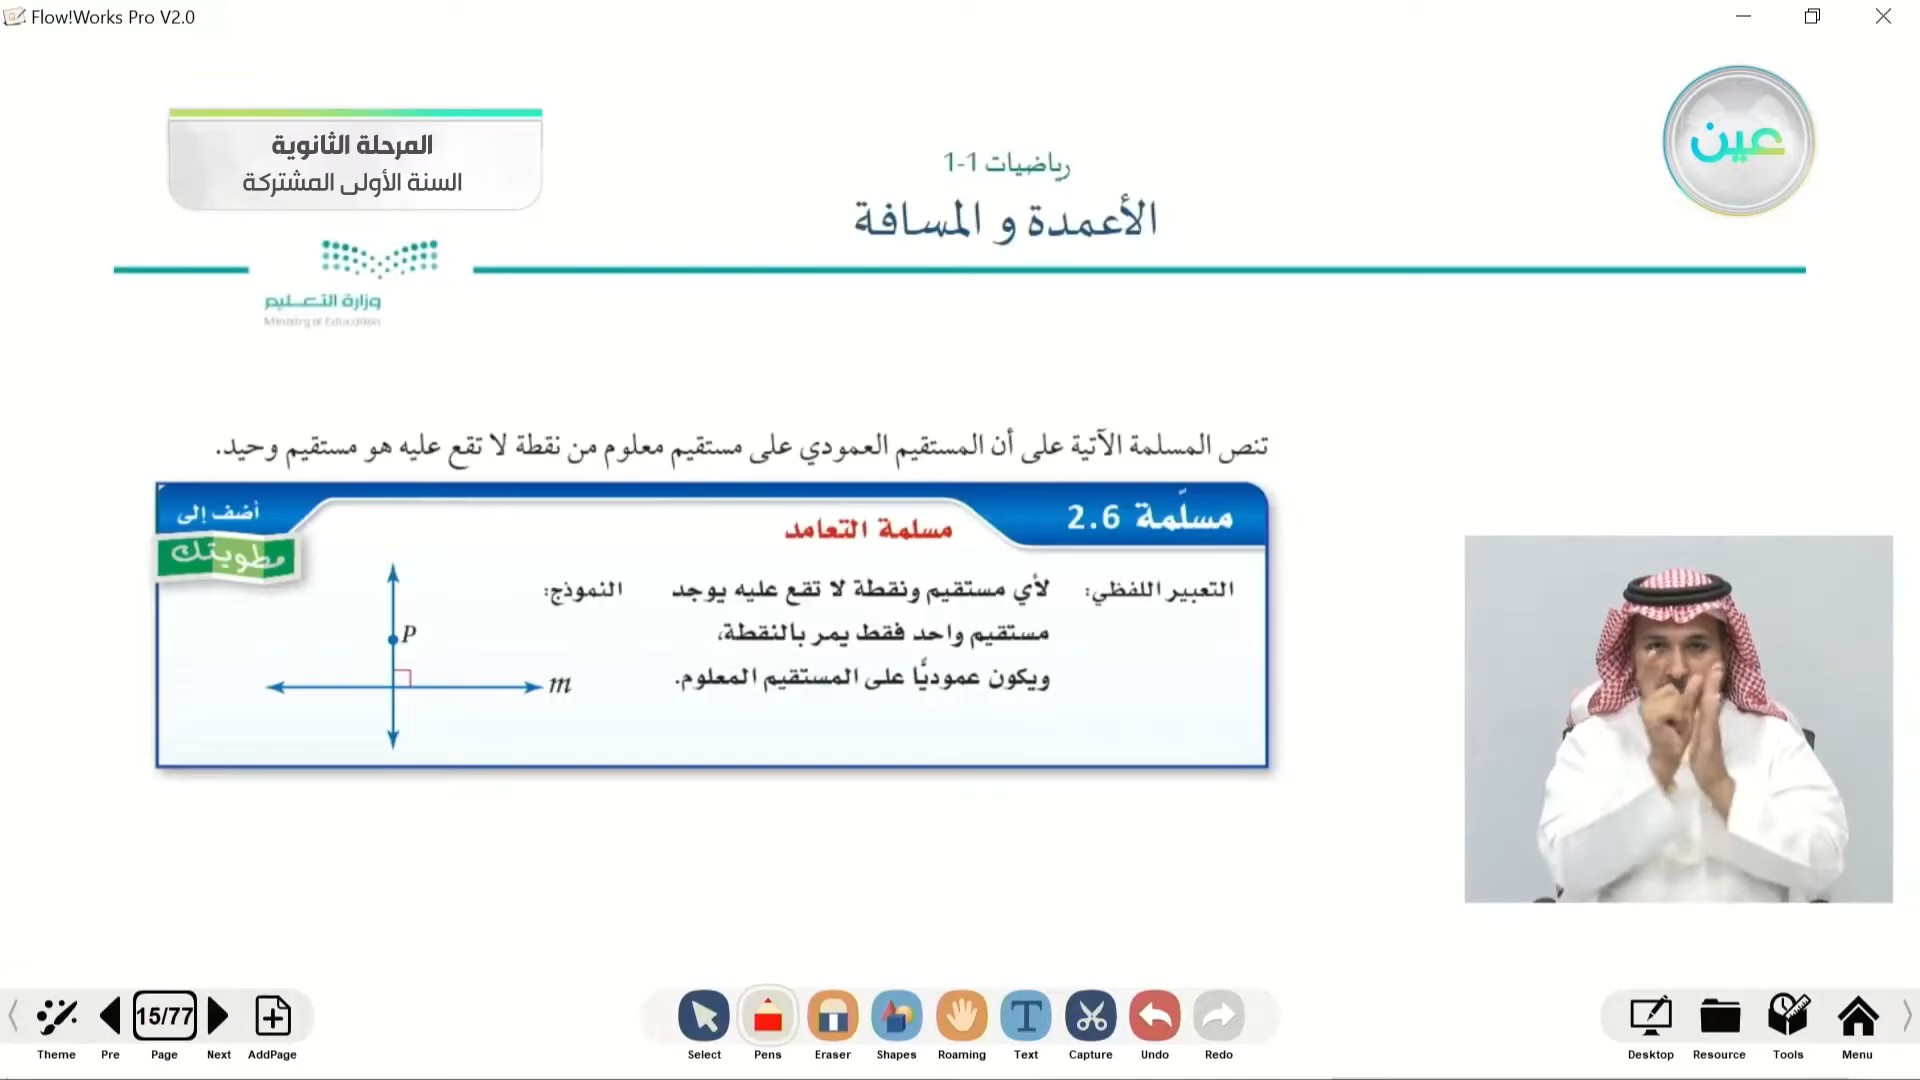 Flow!Works Pro V2.0
عين
المرحلة الثانوية
السنة الأولى المشتركة
رياضيات 1-1
الأعمدة و المسافة
وزارة التعليم
Ministry of Education
تنص المسلمة الآتية على أن المستقيم العمودي على مستقيم معلوم من نقطة لا تقع عليه هو مستقيم وحيد.
مسلّمة 2.6
مسلمة التعامد
أضف إلى
مطويتك
التعبير اللفظي: لأي مستقيم ونقطة لا تقع عليه يوجد
مستقيم واحد فقط يمر بالنقطة،
ويكون عموديًّا على المستقيم المعلوم.
النموذج:
P
m
15/77
Theme Pre Page Next AddPage
Select Pens Eraser Shapes Roaming Text Capture Undo Redo
Desktop Resource Tools Menu